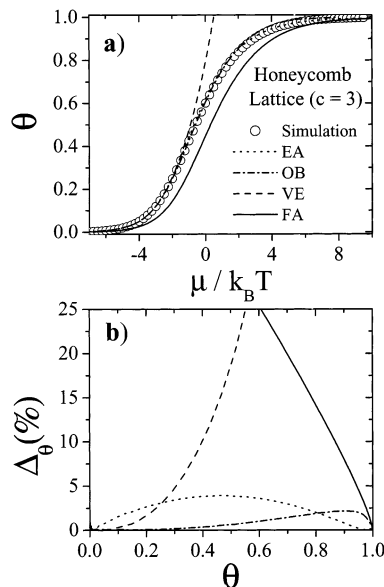 1.0
a)
0.8
Honeycomb
Lattice (c = 3)
0.6
Simulation
θ
EA
0.4
OB
VE
0.2
FA
0.0
-4 0 4 8
μ / k_BT
25
b)
20
15
Δ_θ(%)
10
5
0
0.0 0.2 0.4 0.6 0.8 1.0
θ